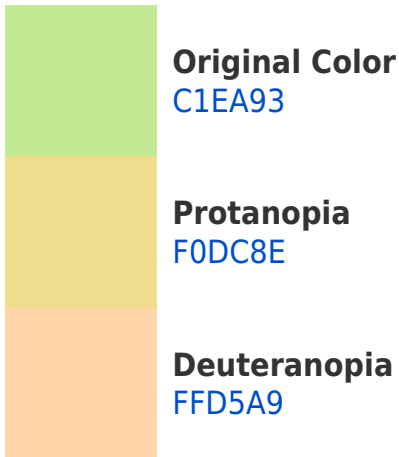 Original Color
C1EA93
Protanopia
F0DC8E
Deuteranopia
FFD5A9